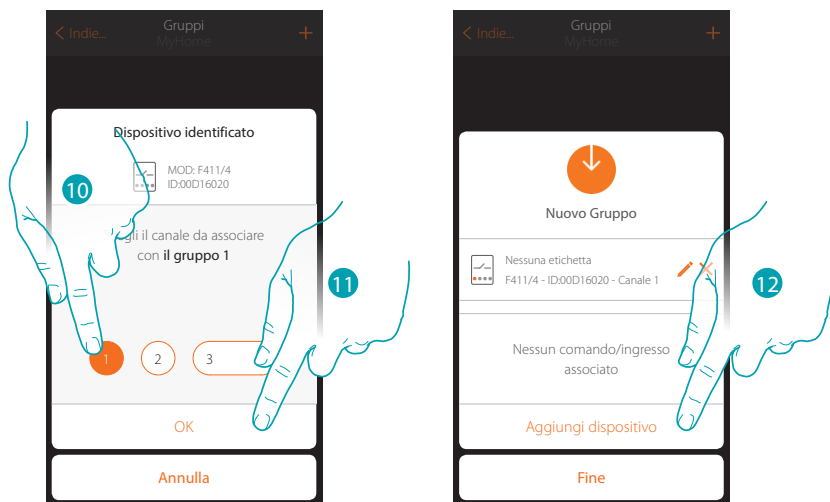 < Indie...
Gruppi
+
MyHome
Dispositivo identificato
MOD: F411/4
ID:00D16020
10
il canale da associare
con il gruppo 1
11
1
2
3
OK
Annulla
< Indie...
Gruppi
+
MyHome
Nuovo Gruppo
Nessuna etichetta
F411/4 - ID:00D16020 - Canale 1
12
Nessun comando/ingresso
associato
Aggiungi dispositivo
Fine